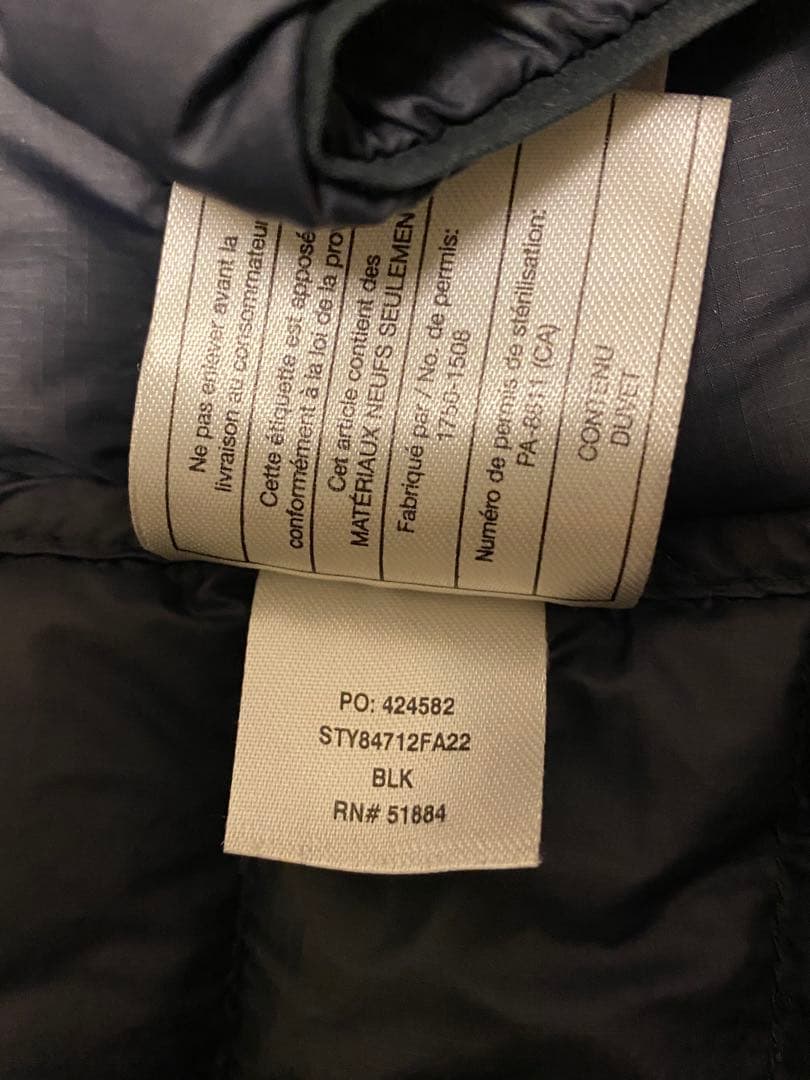 Ne pas enlever avant la
livraison au consommateur
Cette étiquette est apposé
conformément à la loi de la
Cet article contient des
MATÉRIAUX NEUFS
Fabriqué par / No. de permis:
1750-1508
Numéro de permis de stérilisation:
(CA)
CONTENU
DUVET
PO: 424582
STY84712FA22
BLK
RN# 51884